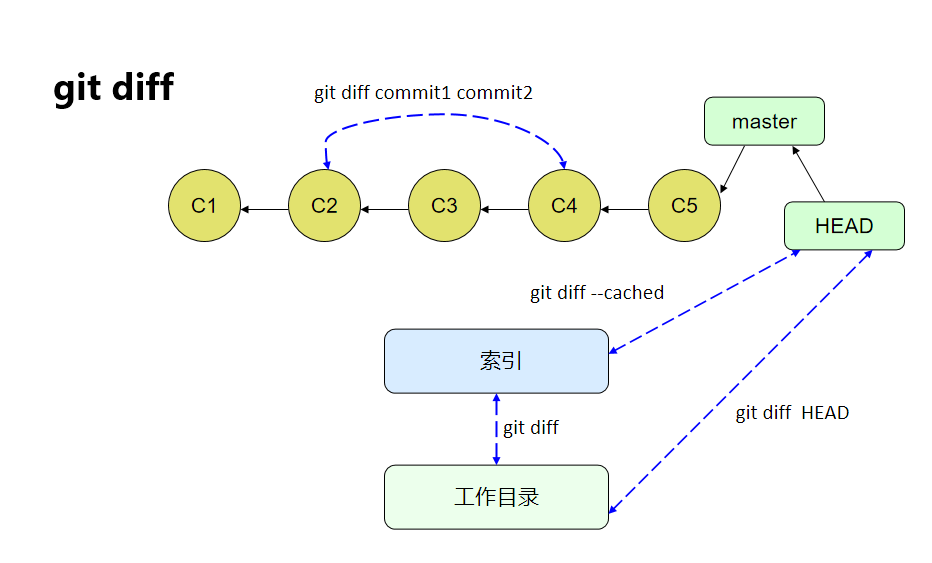 git diff
git diff commit1 commit2
master
C1
C2
C3
C4
C5
HEAD
git diff --cached
索引
git diff HEAD
git diff
工作目录